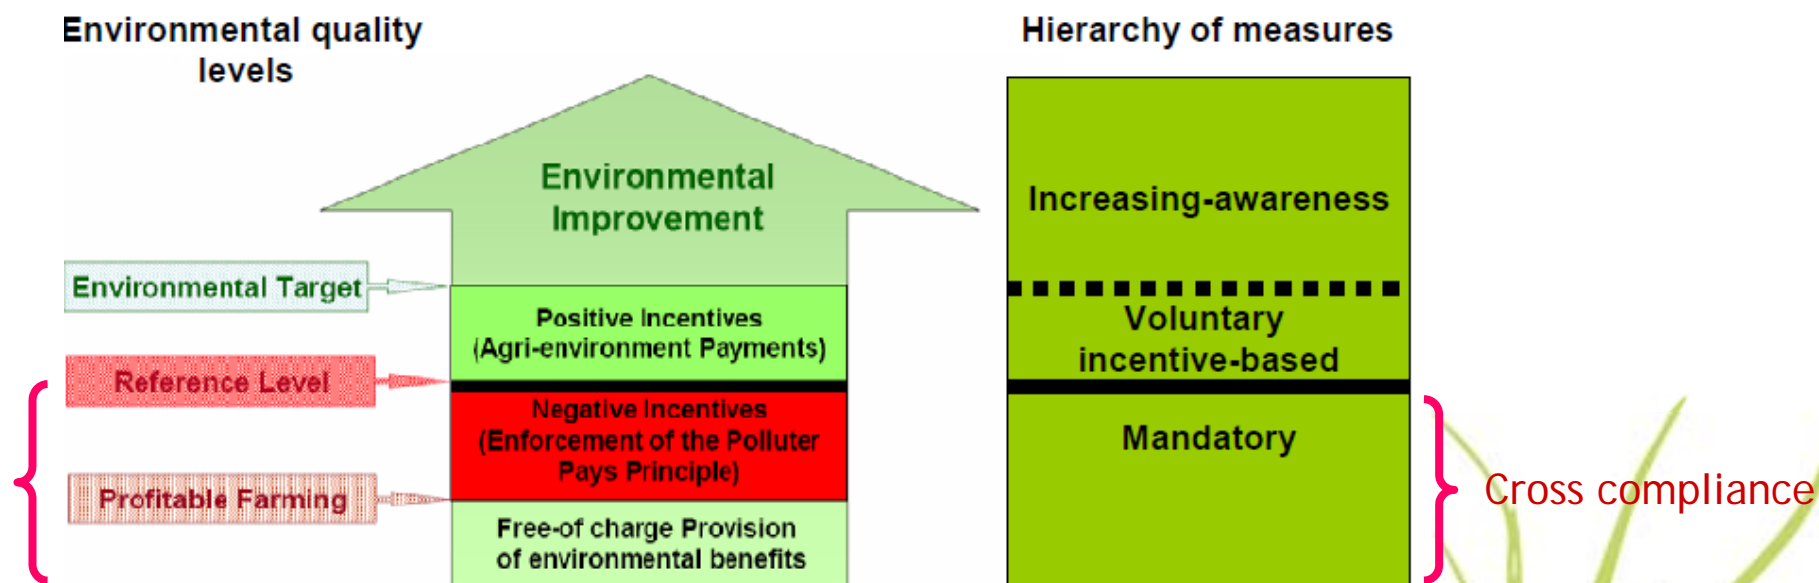 Environmental quality
levels
Hierarchy of measures
Environmental
Improvement
Increasing-awareness
Environmental Target
Positive Incentives
(Agri-environment Payments)
Voluntary
incentive-based
Reference Level
Negative Incentives
(Enforcement of the Polluter
Pays Principle)
Mandatory
Profitable Farming
Cross compliance
Free-of charge Provision
of environmental benefits